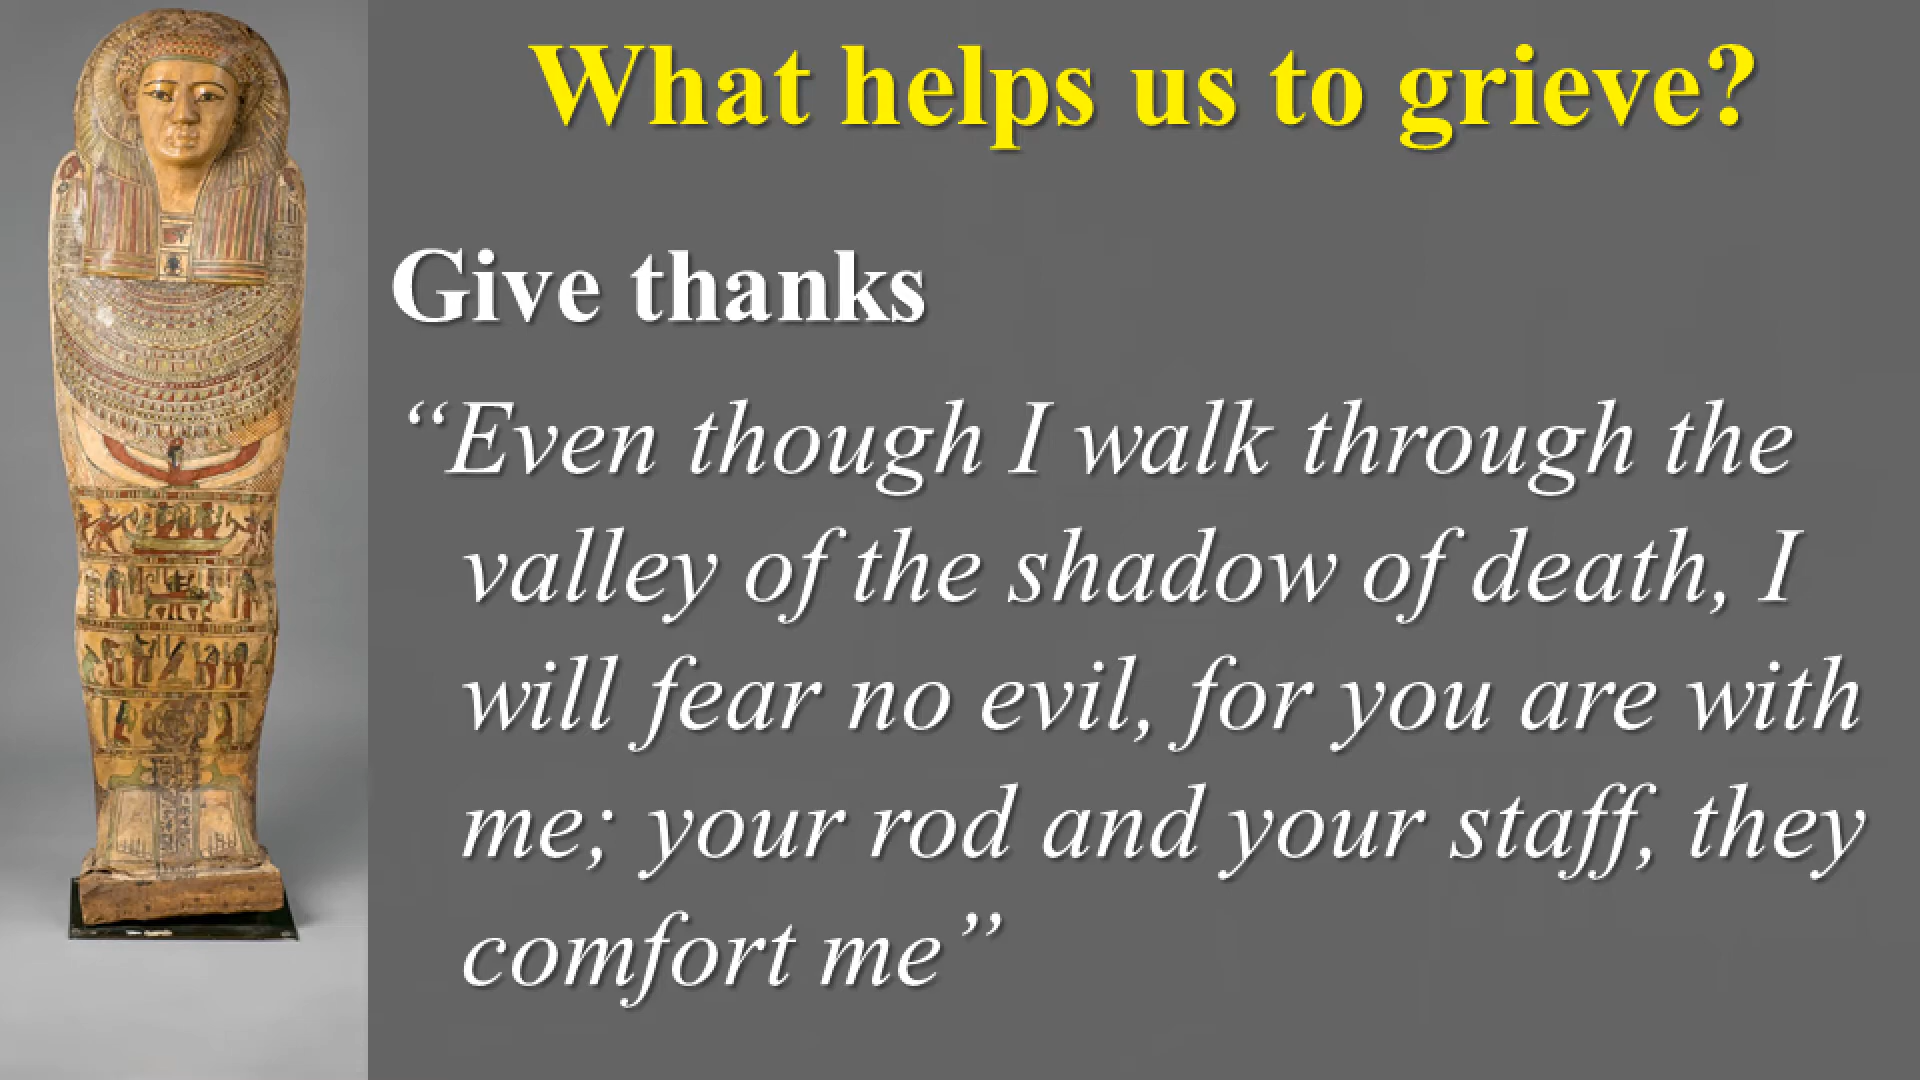 What helps us to grieve?
Give thanks
“Even though I walk through the
valley of the shadow of death, I
will fear no evil, for you are with
me; your rod and your staff, they
comfort me”